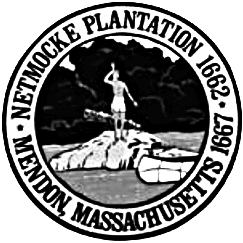 NETMOCKE PLANTATION 1662 •
MENDON, MASSACHUSETTS 1667 •